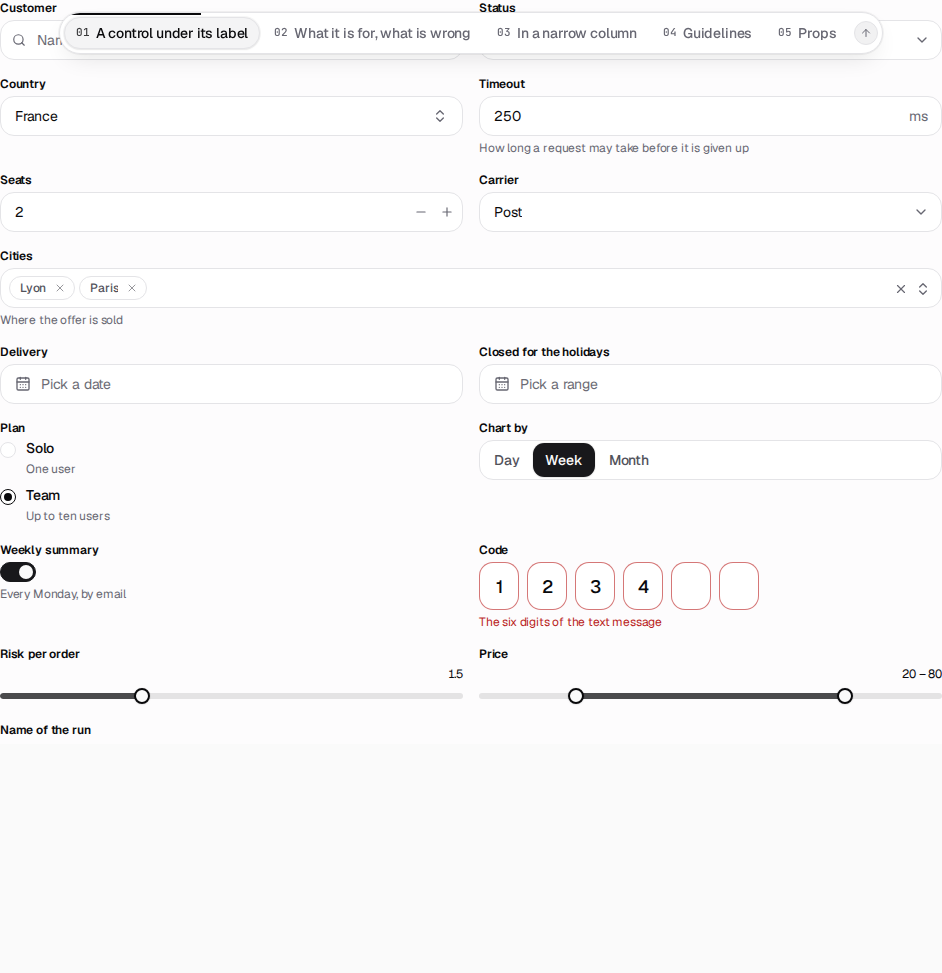 Customer
Status
01 A control under its label
02 What it is for, what is wrong
03 In a narrow column
04 Guidelines
05 Props
Country
Timeout
France
250 ms
How long a request may take before it is given up
Seats
Carrier
2
Post
Cities
Lyon
Paris
Where the offer is sold
Delivery
Closed for the holidays
Pick a date
Pick a range
Plan
Chart by
Solo
One user
Day
Week
Month
Team
Up to ten users
Weekly summary
Code
Every Monday, by email
1 2 3 4
The six digits of the text message
Risk per order
Price
1.5
20 – 80
Name of the run